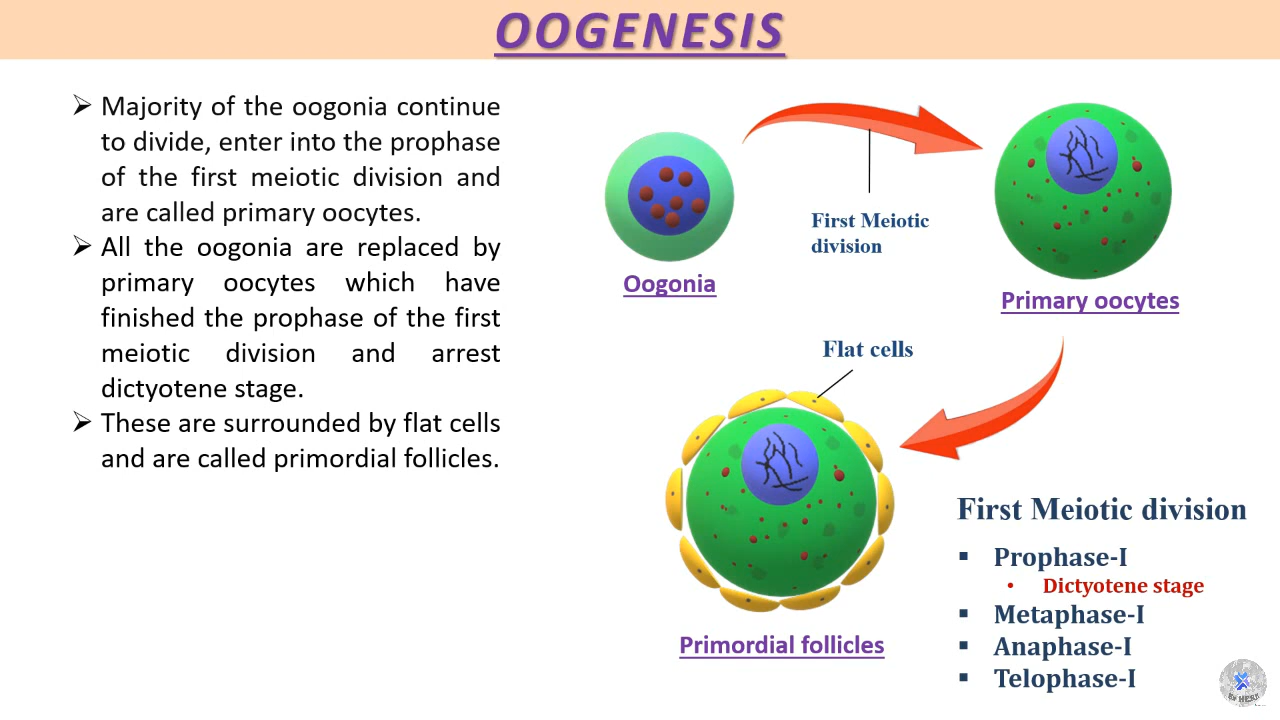 OOGENESIS
➢ Majority of the oogonia continue
to divide, enter into the prophase
of the first meiotic division and
are called primary oocytes.
➢ All the oogonia are replaced by
primary oocytes which have
finished the prophase of the first
meiotic division and arrest
dictyotene stage.
➢ These are surrounded by flat cells
and are called primordial follicles.
First Meiotic
division
Oogonia
Primary oocytes
Flat cells
Primordial follicles
First Meiotic division
▪ Prophase-I
• Dictyotene stage
▪ Metaphase-I
▪ Anaphase-I
▪ Telophase-I